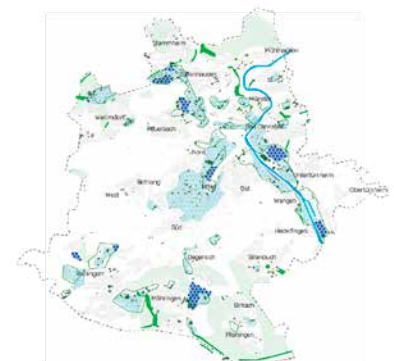 Stammheim
Mühlhausen
Zuffenhausen
Münster
Weilimdorf
Feuerbach
Bad Cannstatt
Nord
Untertürkheim
Botnang
Mitte
Obertürkheim
West
Ost
Wangen
Süd
Hedelfingen
Degerloch
Sillenbuch
Vaihingen
Möhringen
Birkach
Plieningen